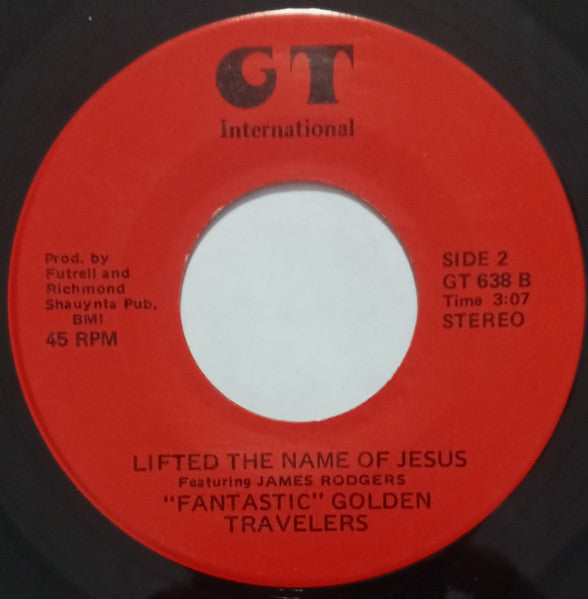 GT
International
Prod. by
Futrell and
Richmond
Shauynta Pub.
BMI
45 RPM
SIDE 2
GT 638 B
Time 3:07
STEREO
LIFTED THE NAME OF JESUS
Featuring JAMES RODGERS
"FANTASTIC" GOLDEN
TRAVELERS